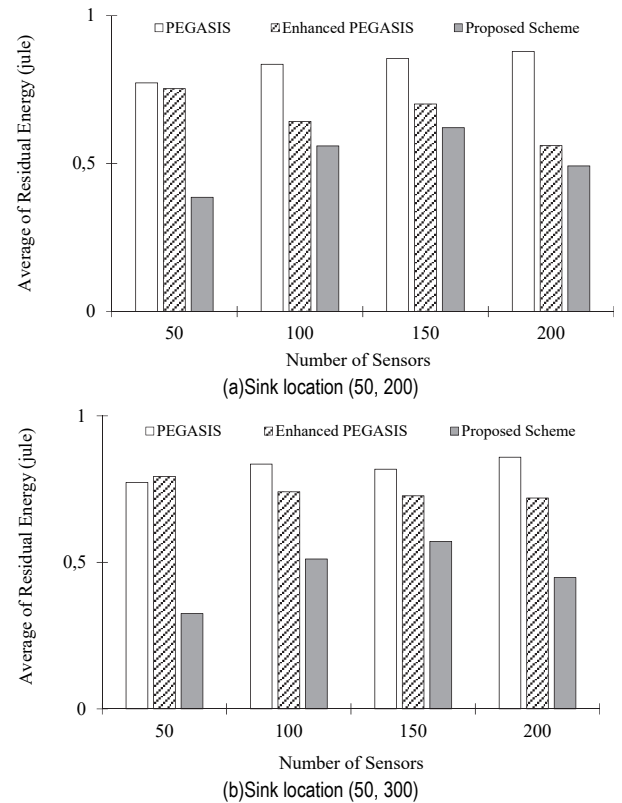 1
PEGASIS Enhanced PEGASIS Proposed Scheme
Average of Residual Energy (jule)
0,5
0
50 100 150 200
Number of Sensors
(a)Sink location (50, 200)
1
PEGASIS Enhanced PEGASIS Proposed Scheme
Average of Residual Energy (jule)
0,5
0
50 100 150 200
Number of Sensors
(b)Sink location (50, 300)